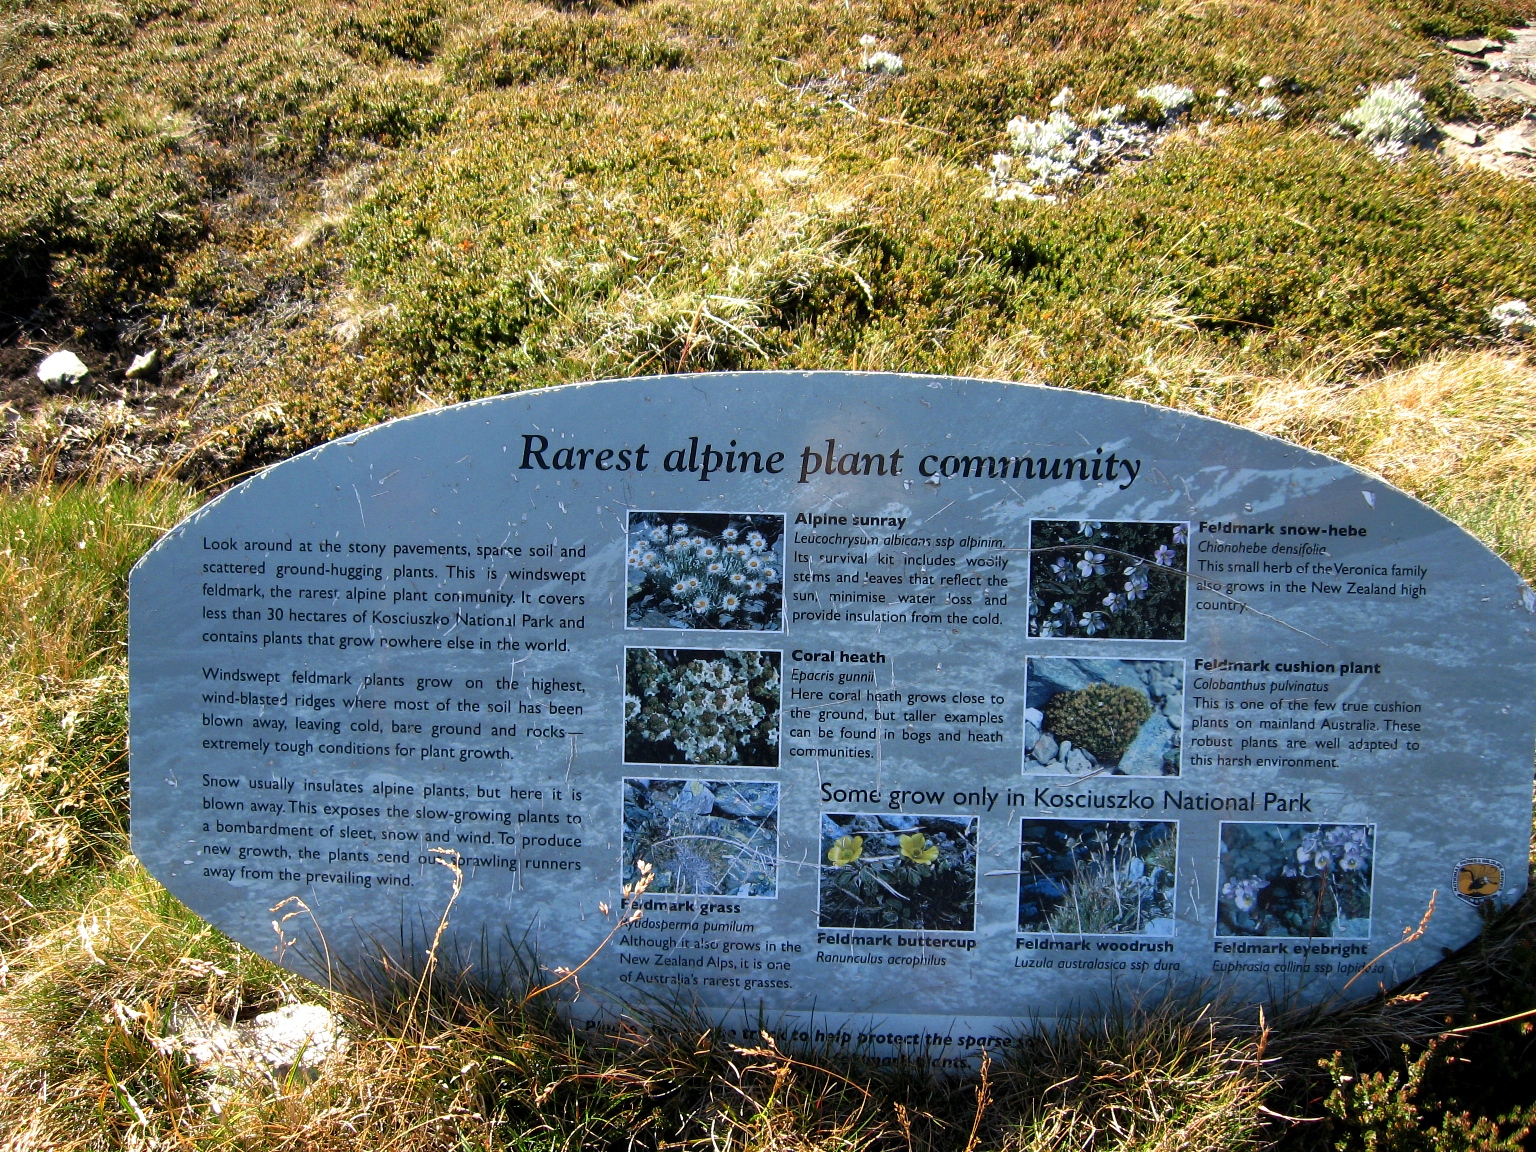 Rarest alpine plant community
Look around at the stony pavements, sparse soil and
scattered ground-hugging plants. This is windswept
feldmark, the rarest alpine plant community. It covers
less than 30 hectares of Kosciuszko National Park and
contains plants that grow nowhere else in the world.
Windswept feldmark plants grow on the highest,
wind-blasted ridges where most of the soil has been
blown away, leaving cold, bare ground and rocks—
extremely tough conditions for plant growth.
Snow usually insulates alpine plants, but here it is
blown away. This exposes the slow-growing plants to
a bombardment of sleet, snow and wind. To produce
new growth, the plants send out sprawling runners
away from the prevailing wind.
Alpine sunray
Leucochrysum albicans ssp alpinim.
Its survival kit includes woolly
stems and leaves that reflect the
sun, minimise water loss and
provide insulation from the cold.
Coral heath
Epacris gunnii
Here coral heath grows close to
the ground, but taller examples
can be found in bogs and heath
communities.
Feldmark grass
Rytidosperma pumilum
Although it also grows in the
New Zealand Alps, it is one
of Australia's rarest grasses.
Feldmark snow-hebe
Chionohebe densifolia
This small herb of the Veronica family
also grows in the New Zealand high
country.
Feldmark cushion plant
Colobanthus pulvinatus
This is one of the few true cushion
plants on mainland Australia. These
robust plants are well adapted to
this harsh environment.
Some grow only in Kosciuszko National Park
Feldmark buttercup
Ranunculus acrophilus
Feldmark woodrush
Luzula australasica ssp dura
Feldmark eyebright
Euphrasia collina ssp lapidosa
to help protect the sparse